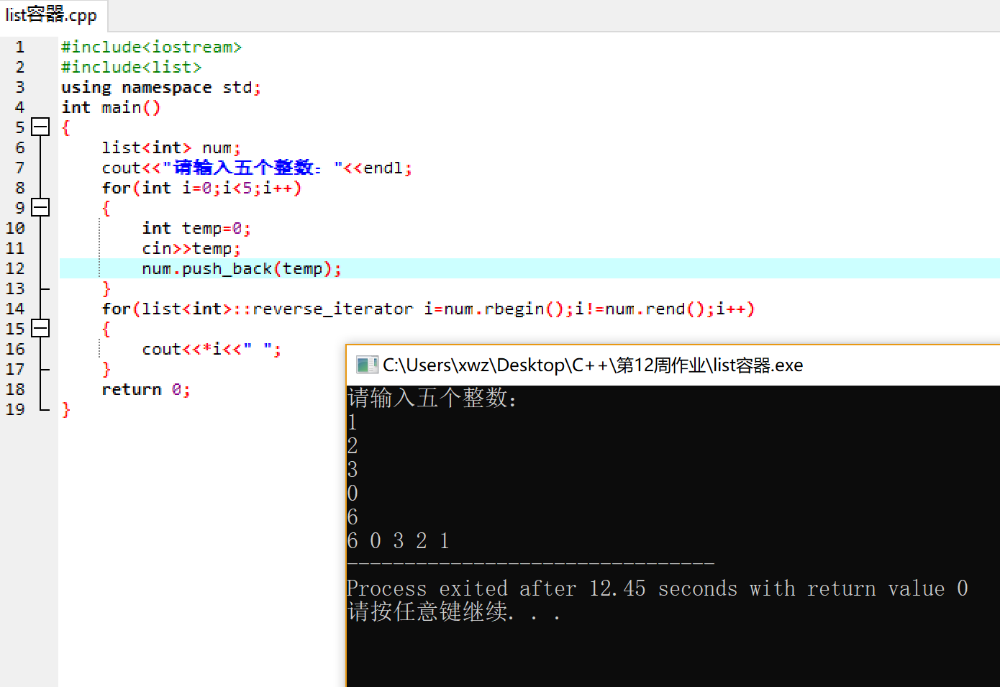 list容器.cpp
1 #include<iostream>
2 #include<list>
3 using namespace std;
4 int main()
5 {
6 list<int> num;
7 cout<<"请输入五个整数："<<endl;
8 for(int i=0;i<5;i++)
9 {
10 int temp=0;
11 cin>>temp;
12 num.push_back(temp);
13 }
14 for(list<int>::reverse_iterator i=num.rbegin();i!=num.rend();i++)
15 {
16 cout<<*i<<" ";
17 }
18 return 0;
19 }
C:\Users\xwz\Desktop\C++\第12周作业\list容器.exe
请输入五个整数：
1
2
3
0
6
6 0 3 2 1
--------------------------------
Process exited after 12.45 seconds with return value 0
请按任意键继续. . .